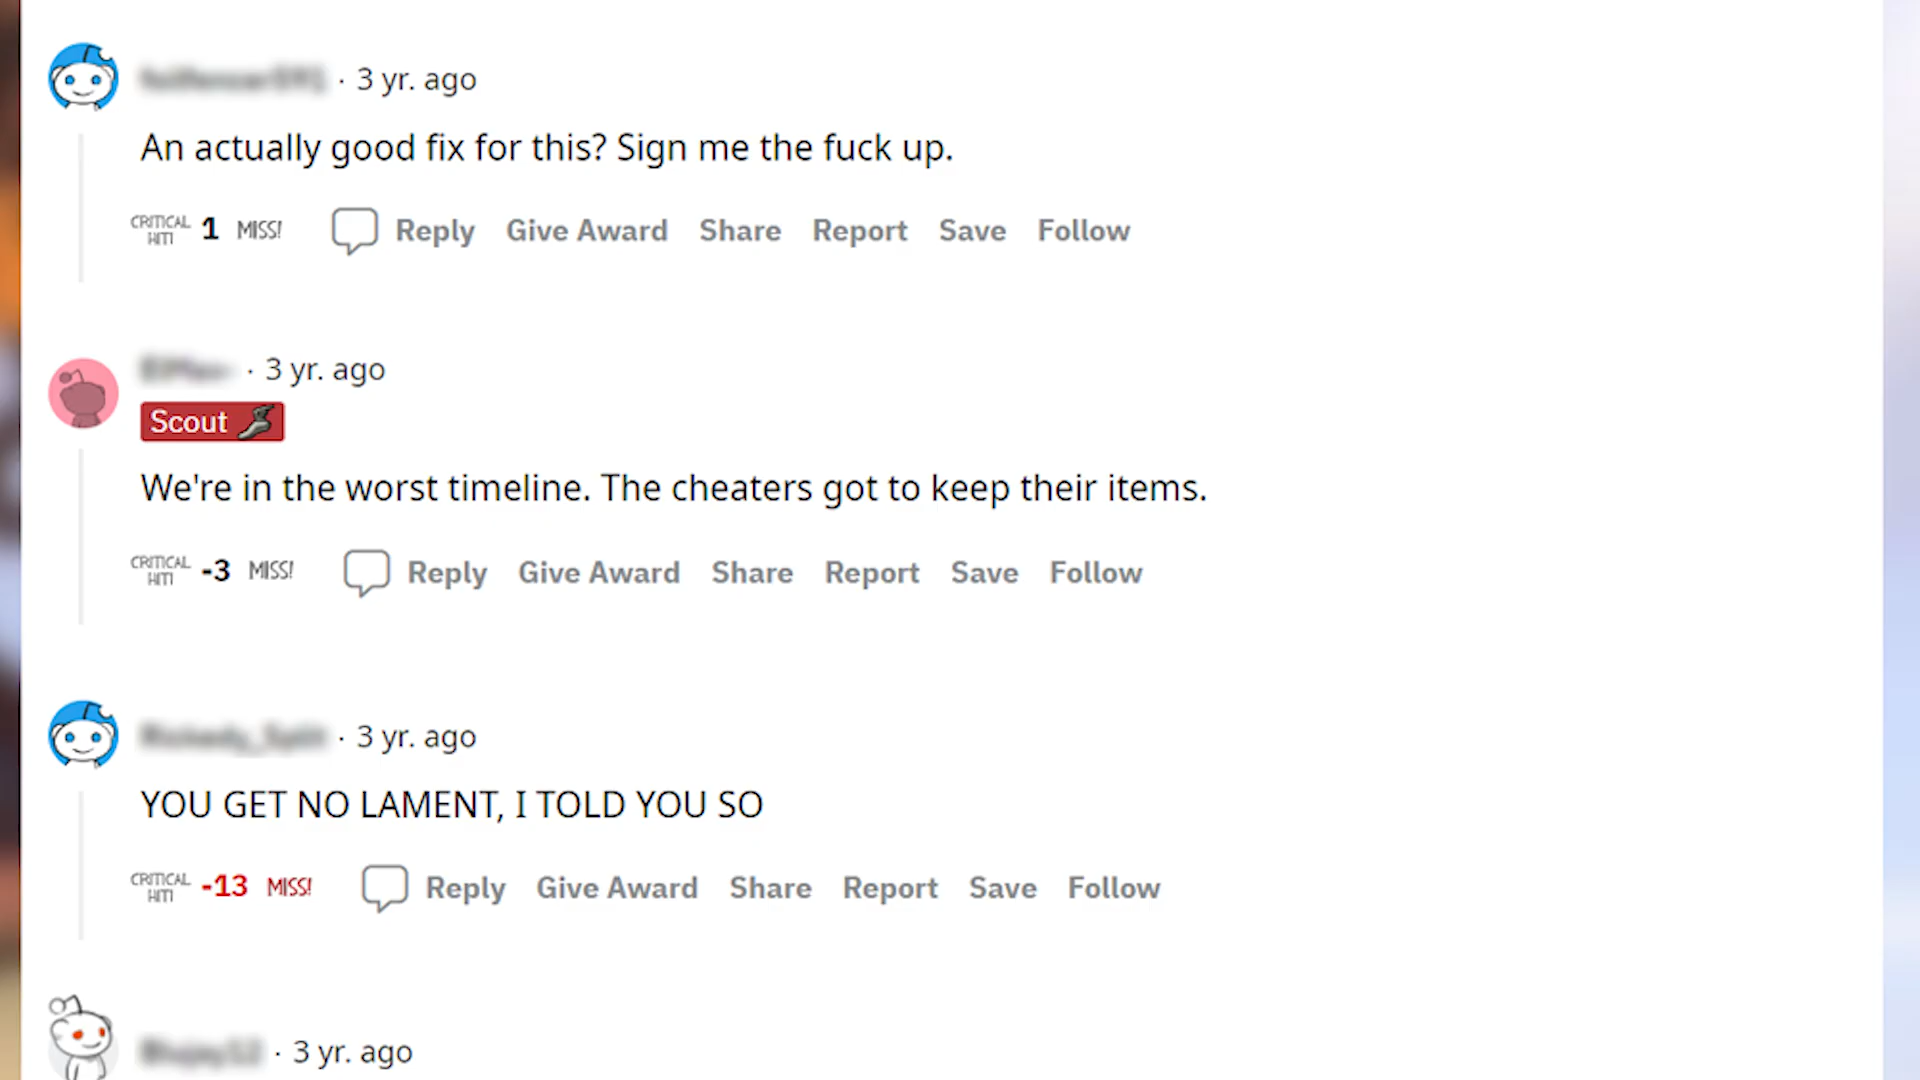 · 3 yr. ago
An actually good fix for this? Sign me the fuck up.
CRITICAL HIT! 1 MISS! Reply Give Award Share Report Save Follow
· 3 yr. ago
Scout
We're in the worst timeline. The cheaters got to keep their items.
CRITICAL HIT! -3 MISS! Reply Give Award Share Report Save Follow
· 3 yr. ago
YOU GET NO LAMENT, I TOLD YOU SO
CRITICAL HIT! -13 MISS! Reply Give Award Share Report Save Follow
· 3 yr. ago